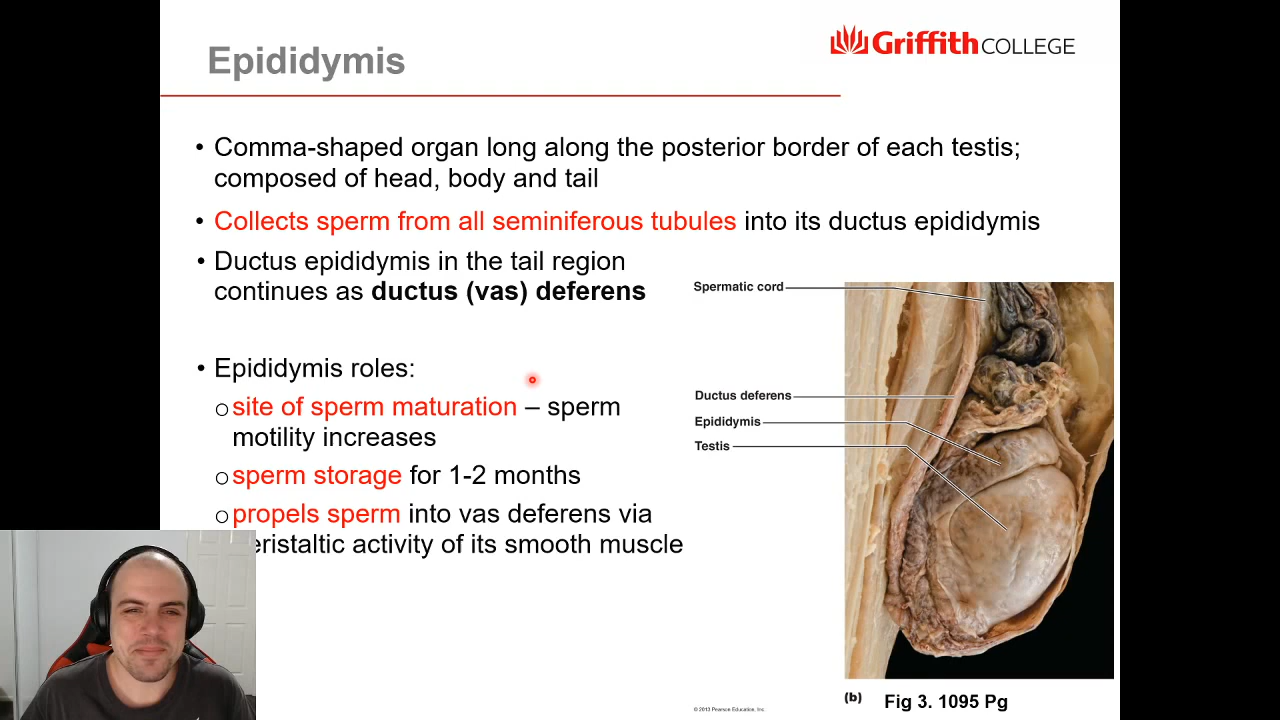 Epididymis
Griffith COLLEGE
• Comma-shaped organ long along the posterior border of each testis;
composed of head, body and tail
• Collects sperm from all seminiferous tubules into its ductus epididymis
• Ductus epididymis in the tail region
continues as ductus (vas) deferens
Spermatic cord
• Epididymis roles:
o site of sperm maturation – sperm
motility increases
Ductus deferens
Epididymis
Testis
o sperm storage for 1-2 months
o propels sperm into vas deferens via
eristaltic activity of its smooth muscle
(b) Fig 3. 1095 Pg
© 2013 Pearson Education, Inc.